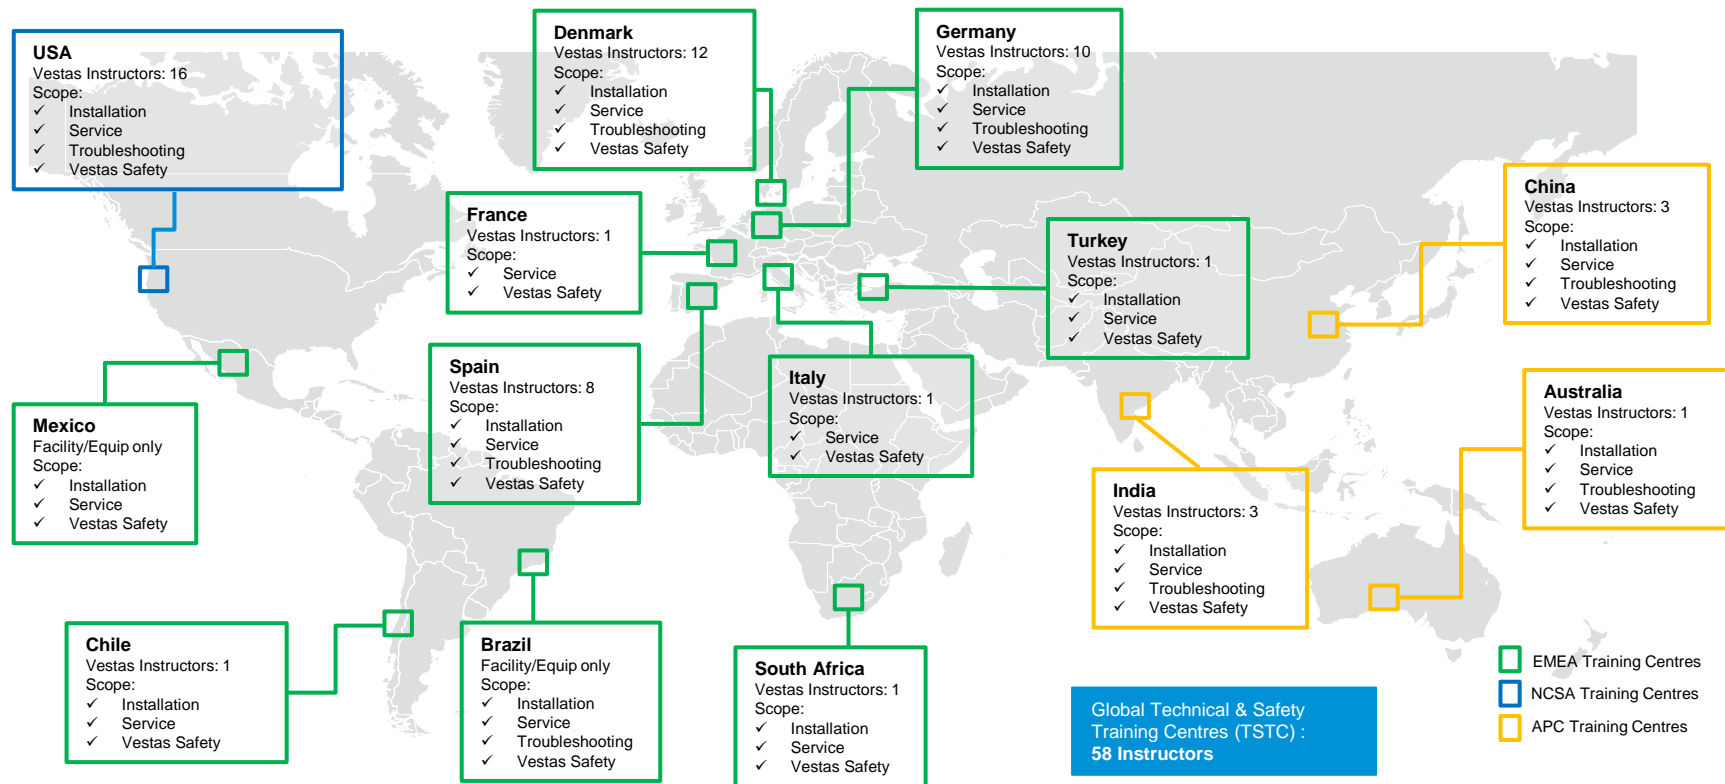 USA
Vestas Instructors: 16
Scope:
✓ Installation
✓ Service
✓ Troubleshooting
✓ Vestas Safety
Denmark
Vestas Instructors: 12
Scope:
✓ Installation
✓ Service
✓ Troubleshooting
✓ Vestas Safety
Germany
Vestas Instructors: 10
Scope:
✓ Installation
✓ Service
✓ Troubleshooting
✓ Vestas Safety
France
Vestas Instructors: 1
Scope:
✓ Service
✓ Vestas Safety
Turkey
Vestas Instructors: 1
Scope:
✓ Installation
✓ Service
✓ Vestas Safety
China
Vestas Instructors: 3
Scope:
✓ Installation
✓ Service
✓ Troubleshooting
✓ Vestas Safety
Mexico
Facility/Equip only
Scope:
✓ Installation
✓ Service
✓ Vestas Safety
Spain
Vestas Instructors: 8
Scope:
✓ Installation
✓ Service
✓ Troubleshooting
✓ Vestas Safety
Italy
Vestas Instructors: 1
Scope:
✓ Service
✓ Vestas Safety
India
Vestas Instructors: 3
Scope:
✓ Installation
✓ Service
✓ Troubleshooting
✓ Vestas Safety
Australia
Vestas Instructors: 1
Scope:
✓ Installation
✓ Service
✓ Troubleshooting
✓ Vestas Safety
Chile
Vestas Instructors: 1
Scope:
✓ Installation
✓ Service
✓ Vestas Safety
Brazil
Facility/Equip only
Scope:
✓ Installation
✓ Service
✓ Troubleshooting
✓ Vestas Safety
South Africa
Vestas Instructors: 1
Scope:
✓ Installation
✓ Service
✓ Vestas Safety
Global Technical & Safety
Training Centres (TSTC) :
58 Instructors
EMEA Training Centres
NCSA Training Centres
APC Training Centres